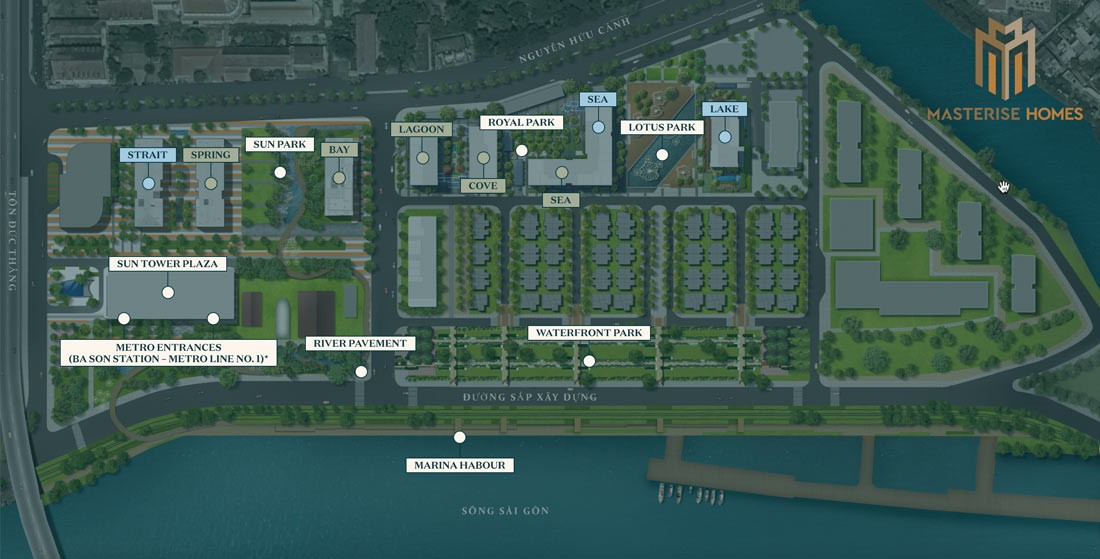 NGUYỄN HỮU CẢNH
MASTERISE HOMES
SEA
LAKE
ROYAL PARK
LOTUS PARK
LAGOON
SUN PARK
BAY
STRAIT
SPRING
COVE
SEA
TÔN ĐỨC THẮNG
SUN TOWER PLAZA
METRO ENTRANCES
(BA SON STATION – METRO LINE NO. 1)*
RIVER PAVEMENT
WATERFRONT PARK
ĐƯỜNG SẮP XÂY DỰNG
MARINA HABOUR
SÔNG SÀI GÒN